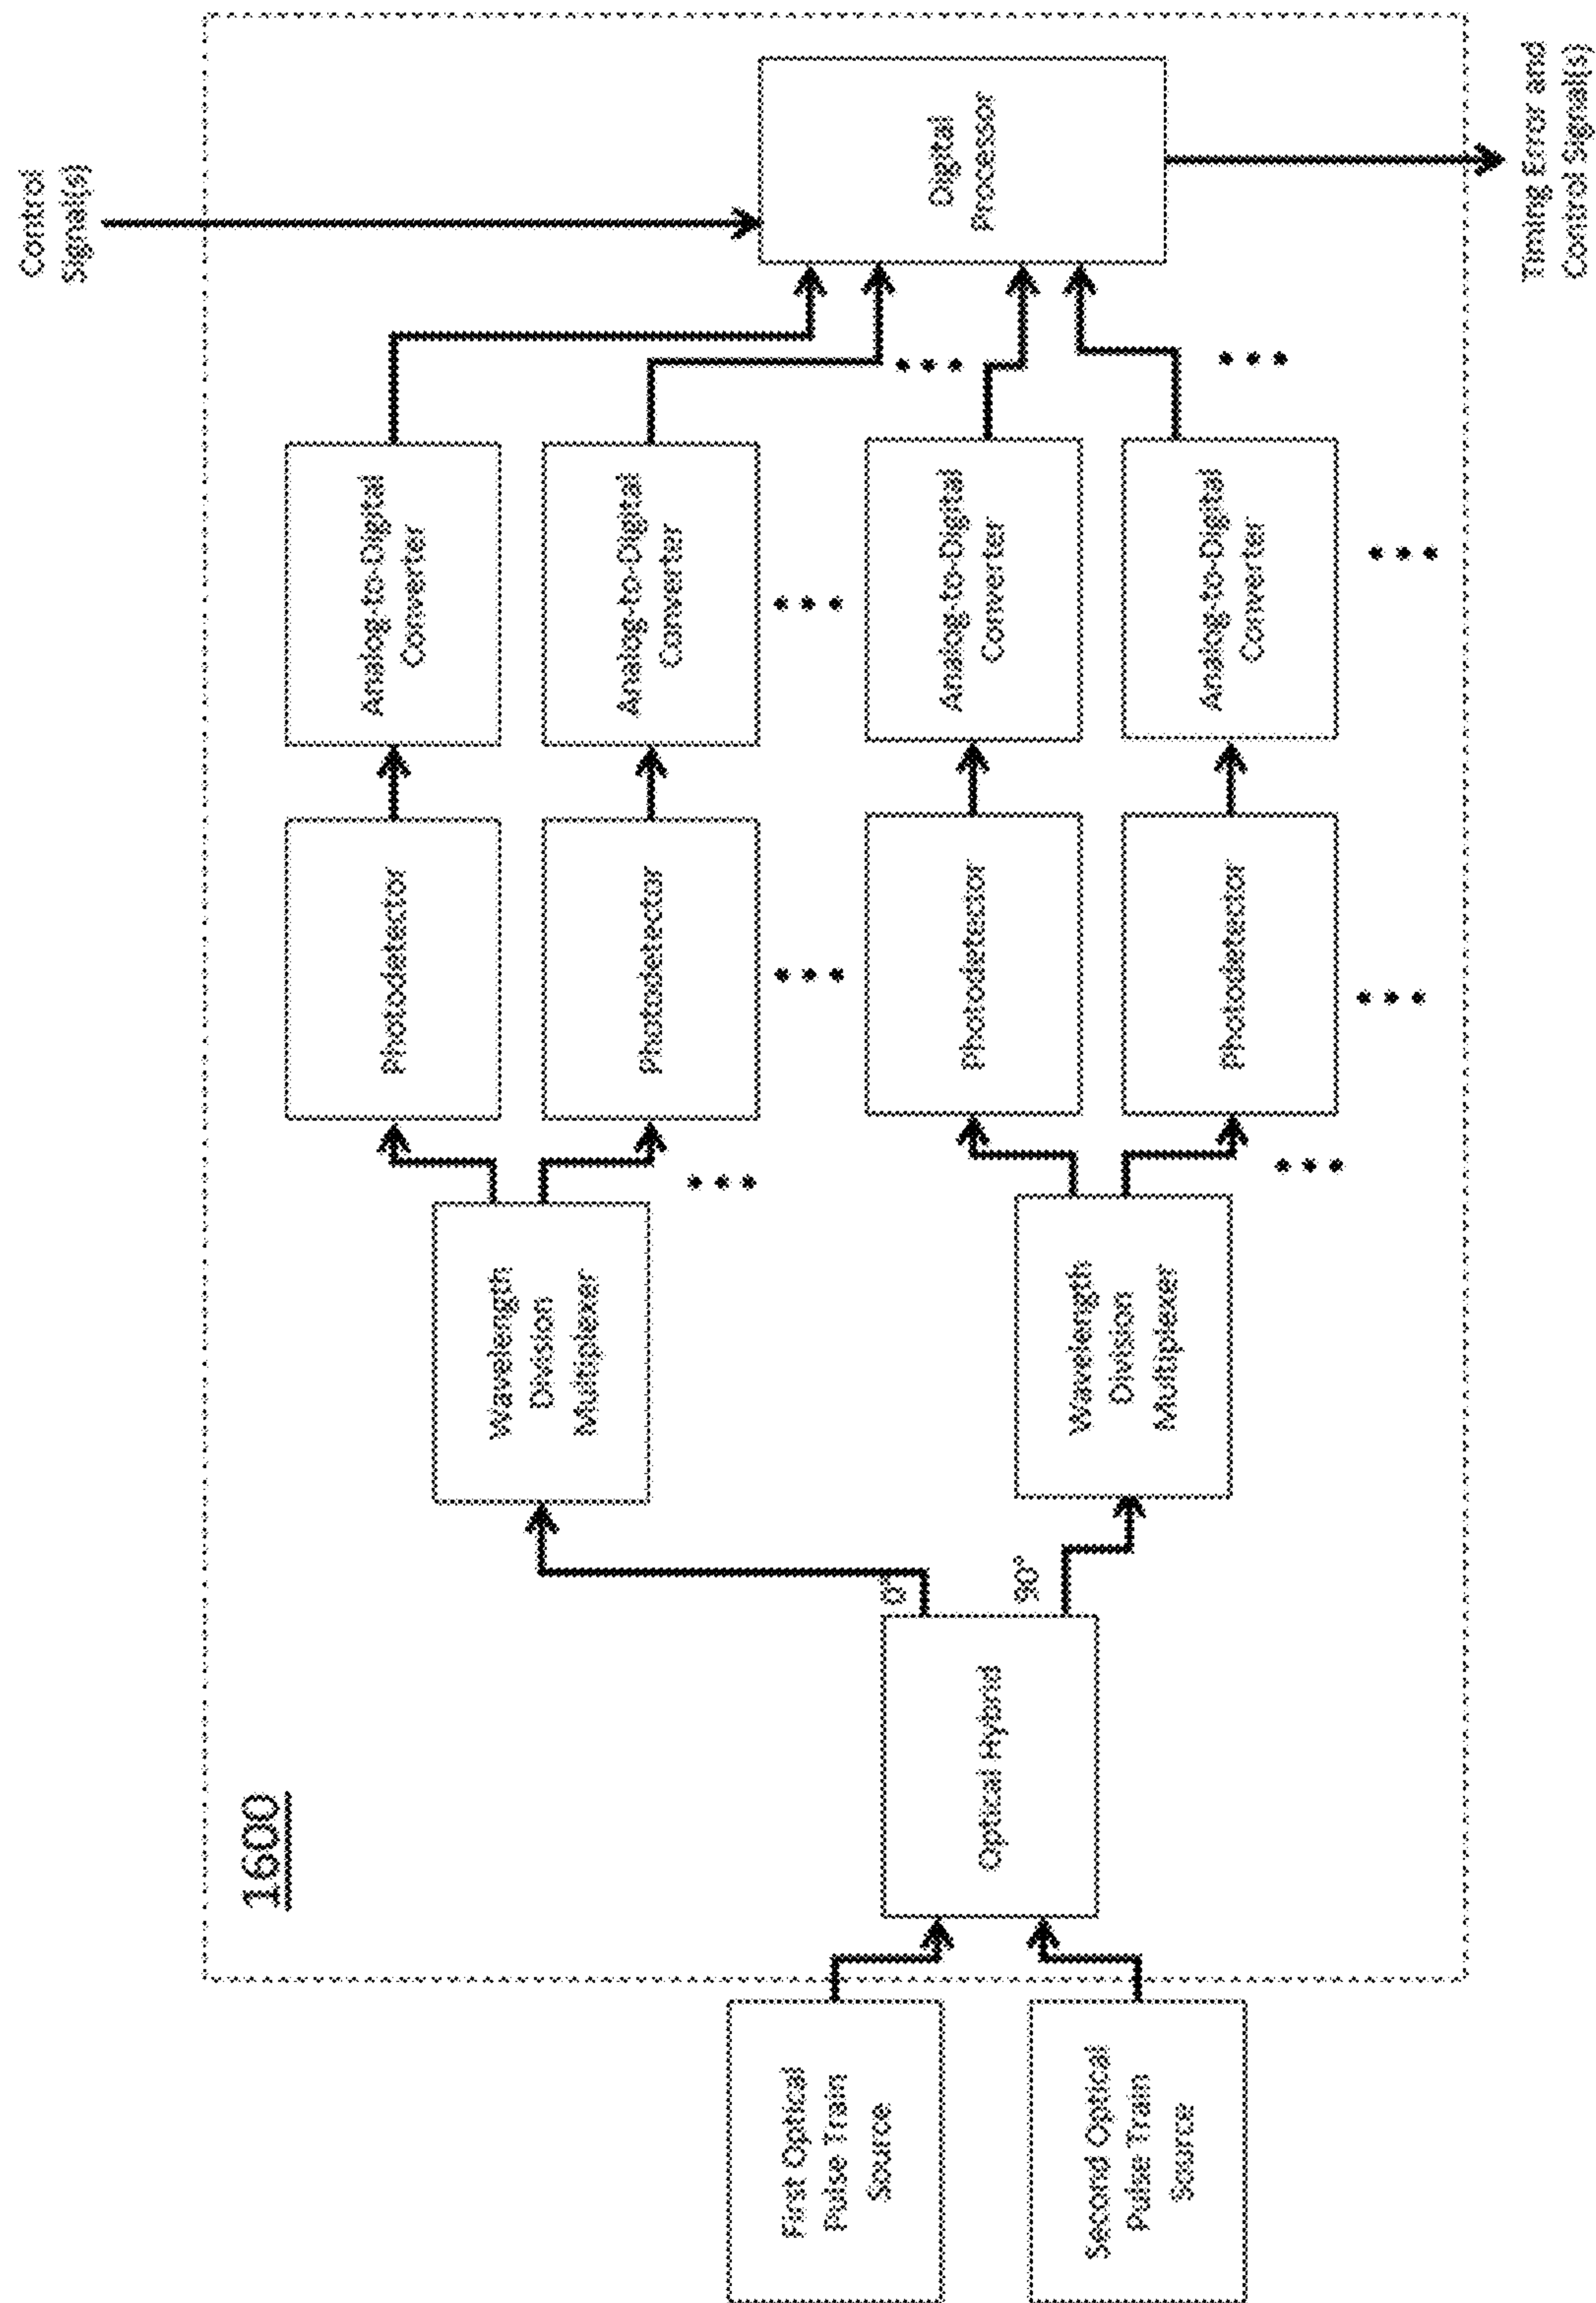 1600
First Optical
Pulse Train
Source
Second Optical
Pulse Train
Source
Optical Hybrid
0°
90°
Wavelength
Division
Multiplexer
Wavelength
Division
Multiplexer
Photodetector
Photodetector
Photodetector
Photodetector
Analog-to-Digital
Converter
Analog-to-Digital
Converter
Analog-to-Digital
Converter
Analog-to-Digital
Converter
Control
Signal(s)
Digital
Processor
Timing Error and
Control Signal(s)